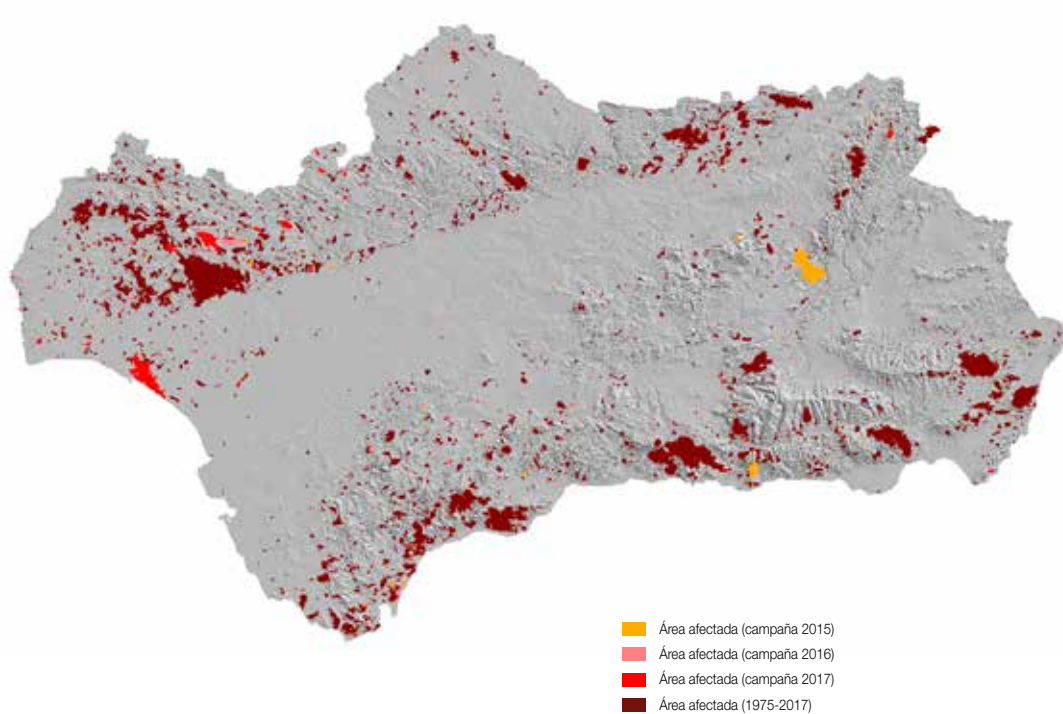 Área afectada (campaña 2015)
Área afectada (campaña 2016)
Área afectada (campaña 2017)
Área afectada (1975-2017)